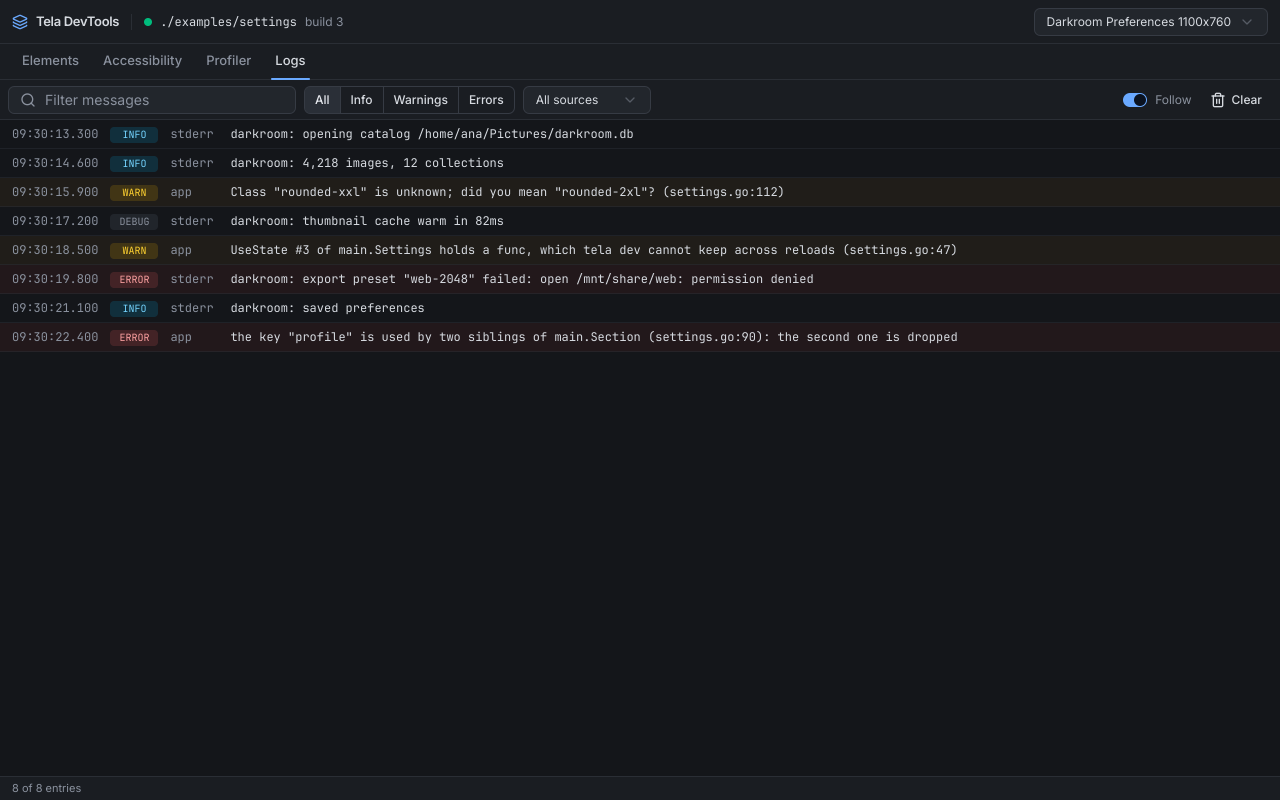 Tela DevTools ./examples/settings build 3 Darkroom Preferences 1100x760
Elements Accessibility Profiler Logs
Filter messages All Info Warnings Errors All sources Follow Clear
09:30:13.300 INFO stderr darkroom: opening catalog /home/ana/Pictures/darkroom.db
09:30:14.600 INFO stderr darkroom: 4,218 images, 12 collections
09:30:15.900 WARN app Class "rounded-xxl" is unknown; did you mean "rounded-2xl"? (settings.go:112)
09:30:17.200 DEBUG stderr darkroom: thumbnail cache warm in 82ms
09:30:18.500 WARN app UseState #3 of main.Settings holds a func, which tela dev cannot keep across reloads (settings.go:47)
09:30:19.800 ERROR stderr darkroom: export preset "web-2048" failed: open /mnt/share/web: permission denied
09:30:21.100 INFO stderr darkroom: saved preferences
09:30:22.400 ERROR app the key "profile" is used by two siblings of main.Section (settings.go:90): the second one is dropped
8 of 8 entries